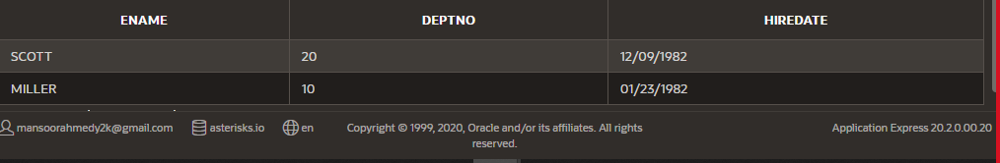 ENAME DEPTNO HIREDATE
SCOTT 20 12/09/1982
MILLER 10 01/23/1982
mansoorahmedy2k@gmail.com asterisks.io en Copyright © 1999, 2020, Oracle and/or its affiliates. All rights Application Express 20.2.0.00.20
reserved.